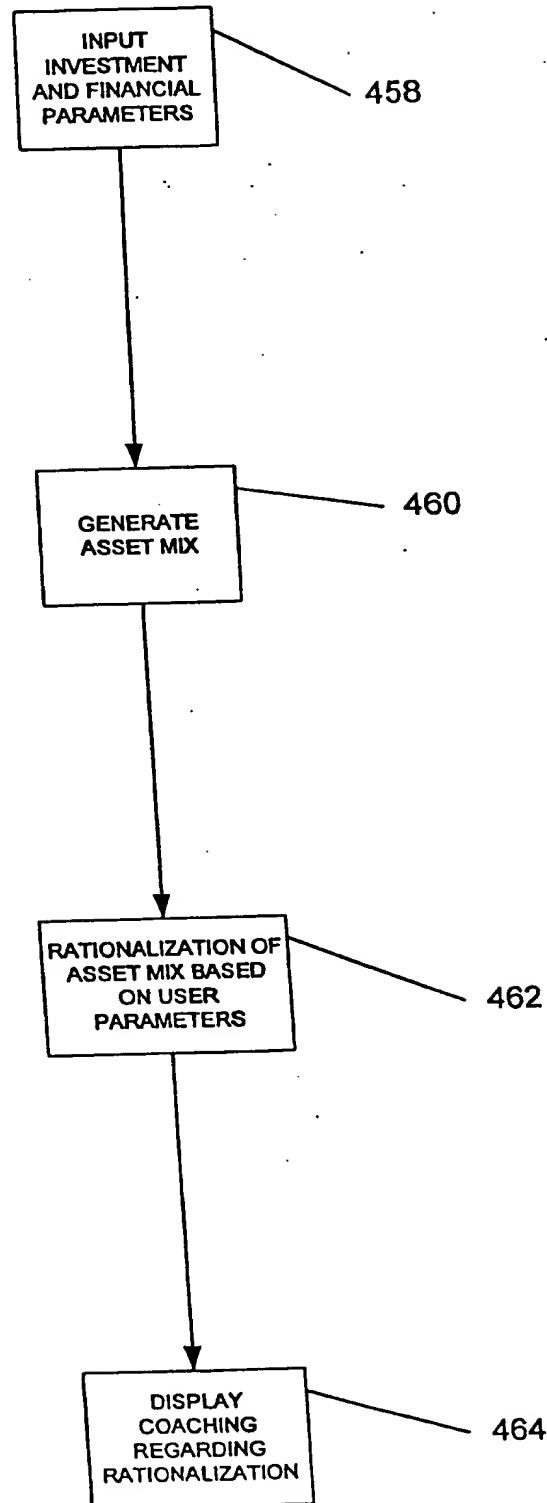 INPUT
INVESTMENT
AND FINANCIAL
PARAMETERS
458
GENERATE
ASSET MIX
460
RATIONALIZATION OF
ASSET MIX BASED
ON USER
PARAMETERS
462
DISPLAY
COACHING
REGARDING
RATIONALIZATION
464